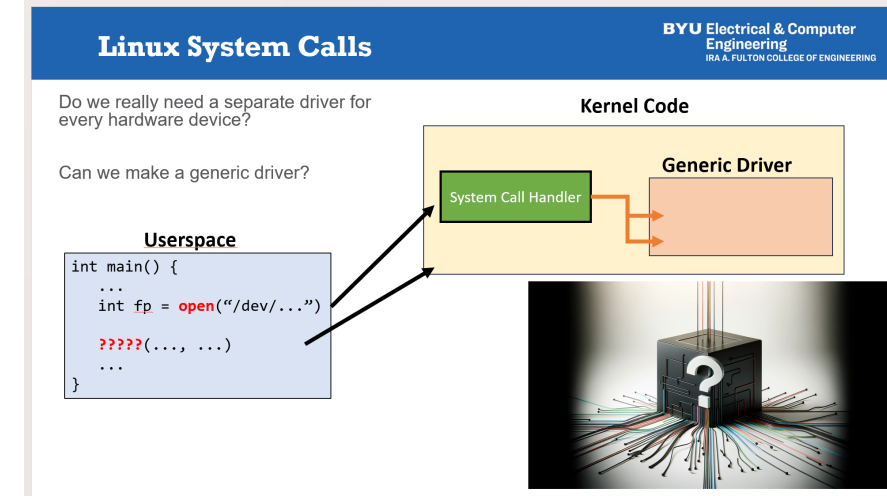 Linux System Calls
BYU Electrical & Computer
Engineering
IRA A. FULTON COLLEGE OF ENGINEERING
Do we really need a separate driver for
every hardware device?
Can we make a generic driver?
Kernel Code
Generic Driver
System Call Handler
Userspace
int main() {
...
int fp = open(“/dev/...”)
?????(..., ...)
...
}
?